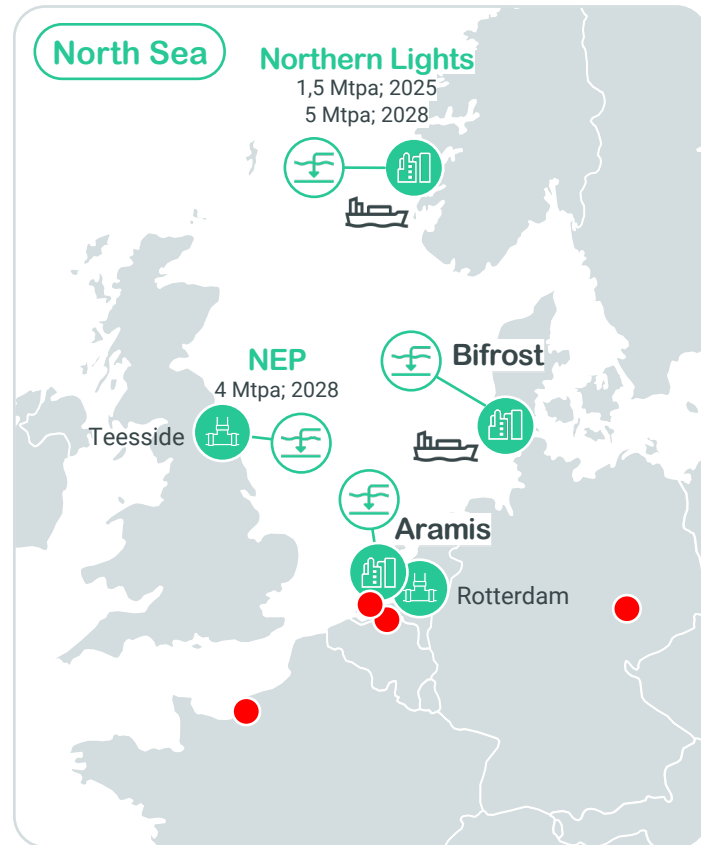 North Sea
Northern Lights
1,5 Mtpa; 2025
5 Mtpa; 2028
Bifrost
NEP
4 Mtpa; 2028
Teesside
Aramis
Rotterdam